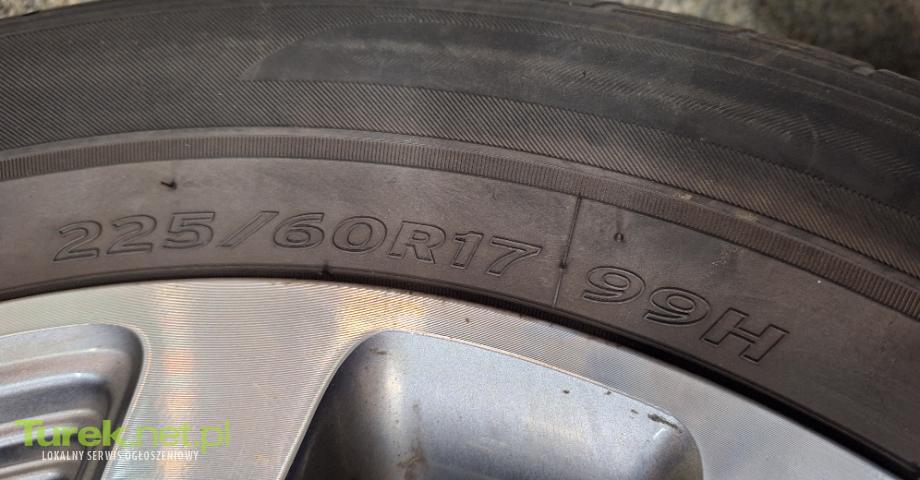 225/60R17 99H
Turek.net.pl
LOKALNY SERWIS OGŁOSZENIOWY